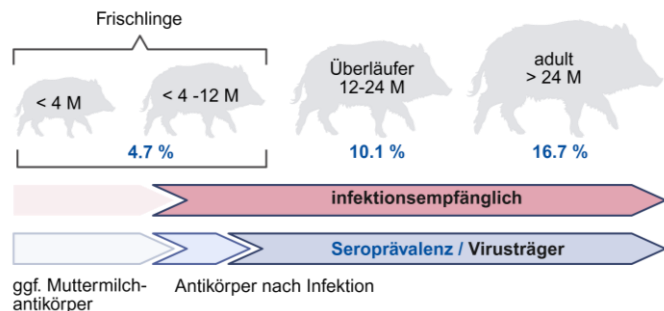 Frischlinge
< 4 M
< 4 -12 M
Überläufer
12-24 M
adult
> 24 M
4.7 %
10.1 %
16.7 %
infektionsempfänglich
Seroprävalenz / Virusträger
ggf. Muttermilch-
antikörper
Antikörper nach Infektion